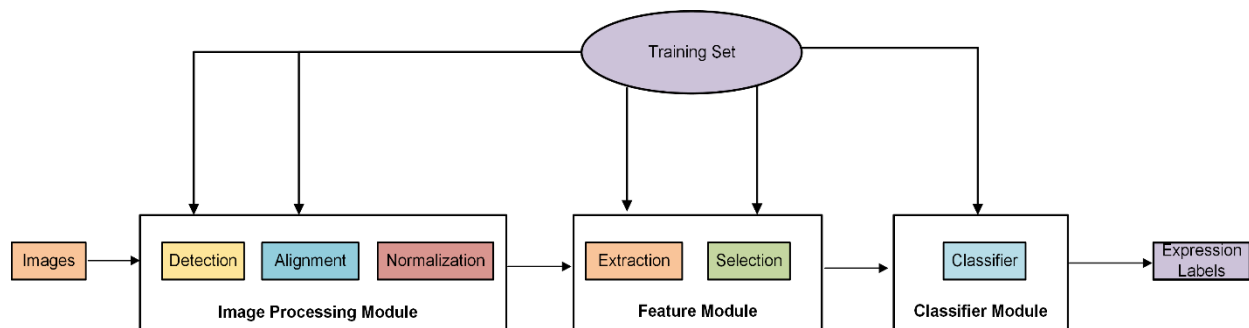 Training Set
Images
Detection
Alignment
Normalization
Image Processing Module
Extraction
Selection
Feature Module
Classifier
Classifier Module
Expression
Labels